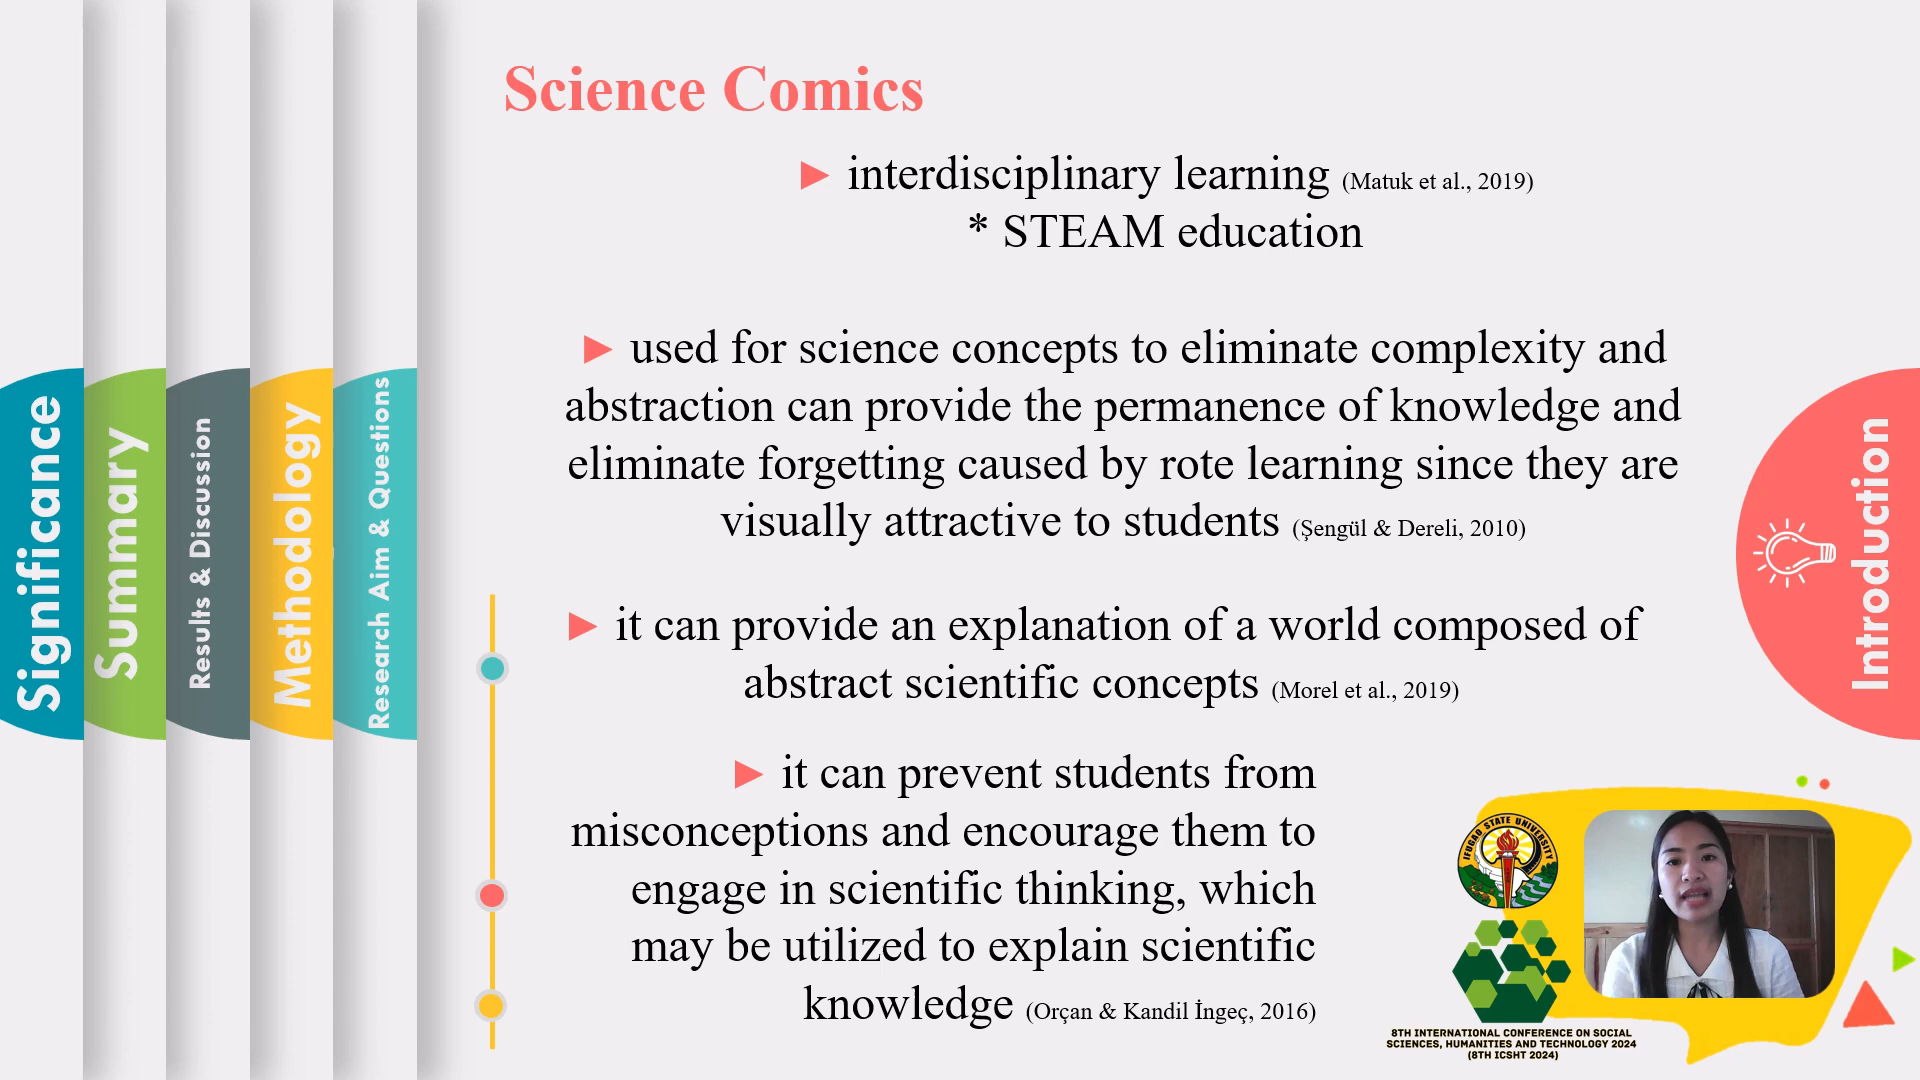 Science Comics
► interdisciplinary learning (Matuk et al., 2019)
* STEAM education
► used for science concepts to eliminate complexity and
abstraction can provide the permanence of knowledge and
eliminate forgetting caused by rote learning since they are
visually attractive to students (Şengül & Dereli, 2010)
► it can provide an explanation of a world composed of
abstract scientific concepts (Morel et al., 2019)
► it can prevent students from
misconceptions and encourage them to
engage in scientific thinking, which
may be utilized to explain scientific
knowledge (Orçan & Kandil İngeç, 2016)
Significance
Summary
Results & Discussion
Methodology
Research Aim & Questions
Introduction
IFUGAO STATE UNIVERSITY
8TH INTERNATIONAL CONFERENCE ON SOCIAL
SCIENCES, HUMANITIES AND TECHNOLOGY 2024
(8TH ICSHT 2024)